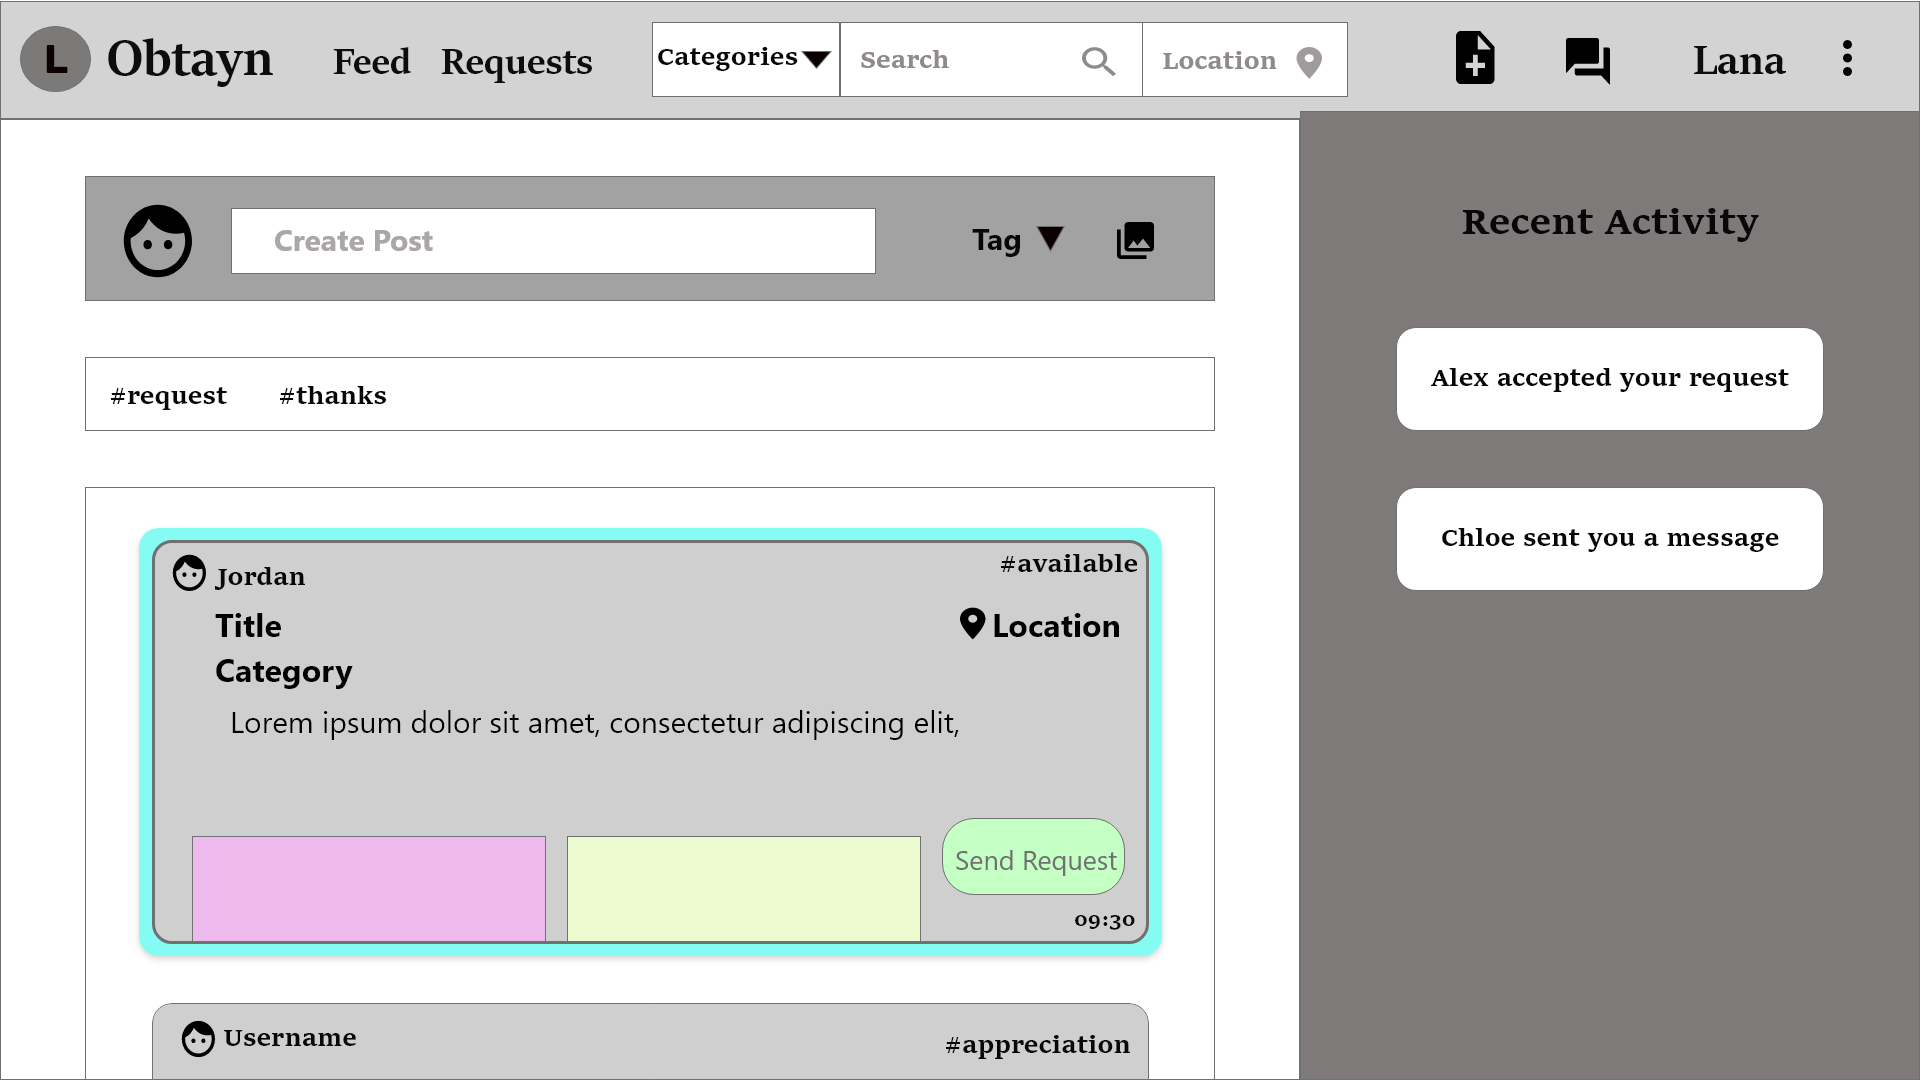 L Obtayn Feed Requests Categories Search Location Lana
Create Post Tag
#request #thanks
Jordan #available
Title Location
Category
Lorem ipsum dolor sit amet, consectetur adipiscing elit,
Send Request
09:30
Username #appreciation
Recent Activity
Alex accepted your request
Chloe sent you a message